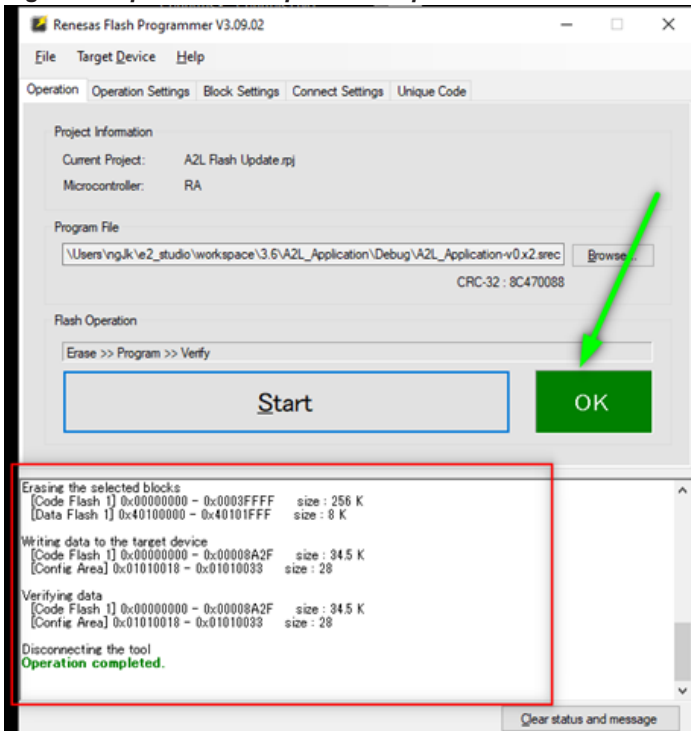 Renesas Flash Programmer V3.09.02
File Target Device Help
Operation Operation Settings Block Settings Connect Settings Unique Code
Project Information
Current Project: A2L Flash Update.rpj
Microcontroller: RA
Program File
\Users\ngJk\e2_studio\workspace\3.6\A2L_Application\Debug\A2L_Application-v0.x2.srec Browse...
CRC-32 : 8C470088
Flash Operation
Erase >> Program >> Verify
Start OK
Erasing the selected blocks
[Code Flash 1] 0x00000000 - 0x0003FFFF size : 256 K
[Data Flash 1] 0x40100000 - 0x40101FFF size : 8 K
Writing data to the target device
[Code Flash 1] 0x00000000 - 0x00008A2F size : 34.5 K
[Config Area] 0x01010018 - 0x01010033 size : 28
Verifying data
[Code Flash 1] 0x00000000 - 0x00008A2F size : 34.5 K
[Config Area] 0x01010018 - 0x01010033 size : 28
Disconnecting the tool
Operation completed.
Clear status and message